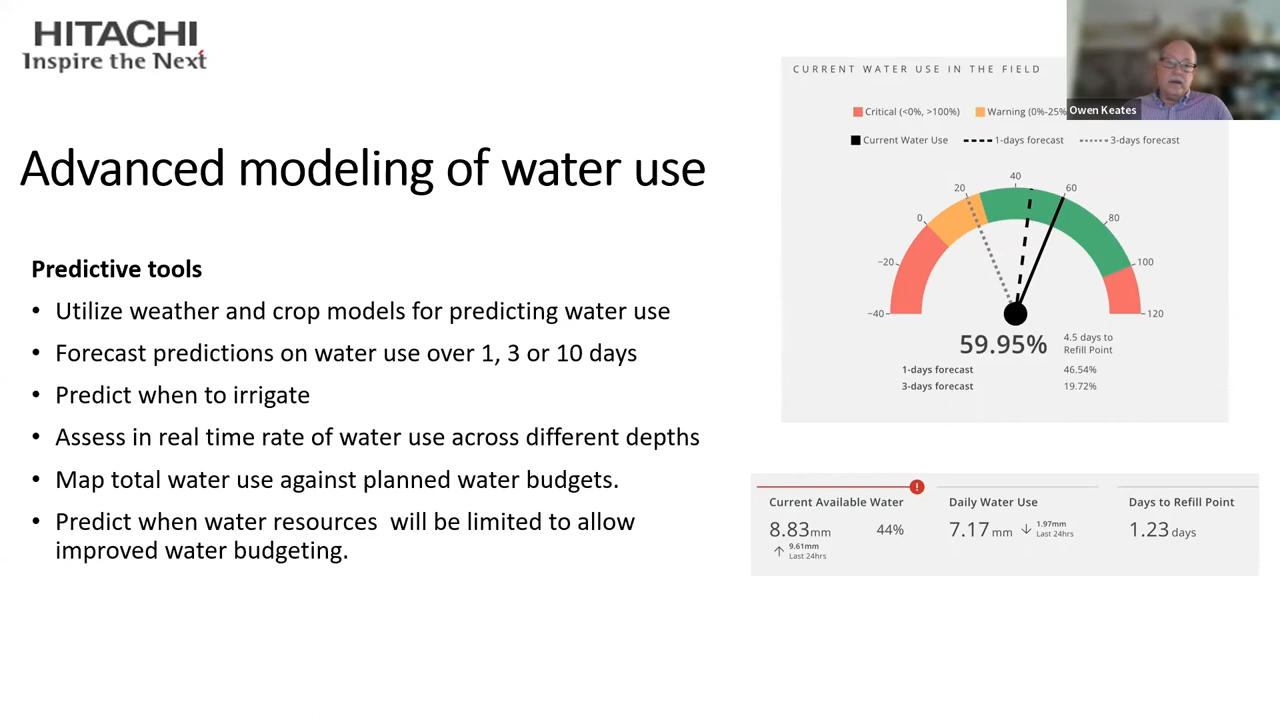 HITACHI
Inspire the Next
Advanced modeling of water use
Predictive tools
• Utilize weather and crop models for predicting water use
• Forecast predictions on water use over 1, 3 or 10 days
• Predict when to irrigate
• Assess in real time rate of water use across different depths
• Map total water use against planned water budgets.
• Predict when water resources will be limited to allow
improved water budgeting.
CURRENT WATER USE IN THE FIELD
Critical (<0%, >100%) Warning (0%-25%
Current Water Use 1-days forecast 3-days forecast
−40
−20
0
20
40
60
80
100
120
59.95% 4.5 days to
Refill Point
1-days forecast 46.54%
3-days forecast 19.72%
Owen Keates
!
Current Available Water
8.83mm 44%
9.61mm
Last 24hrs
Daily Water Use
7.17 mm 1.97mm
Last 24hrs
Days to Refill Point
1.23 days